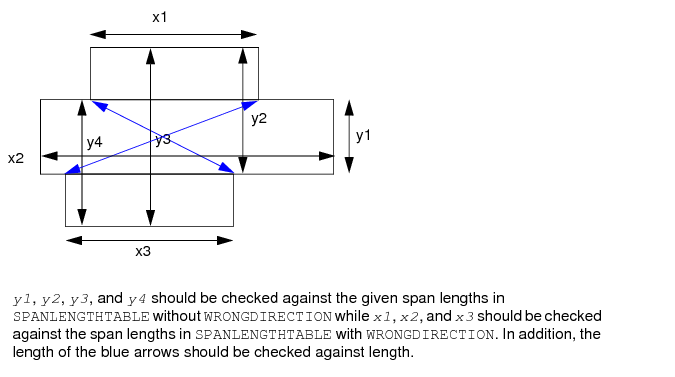 x1
y2
y1
y3
y4
x2
x3
y1, y2, y3, and y4 should be checked against the given span lengths in
SPANLENGTHTABLE without WRONGDIRECTION while x1, x2, and x3 should be checked
against the span lengths in SPANLENGTHTABLE with WRONGDIRECTION. In addition, the
length of the blue arrows should be checked against length.